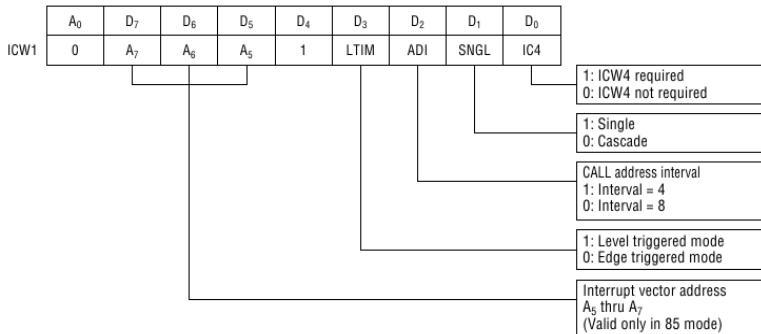 A₀ D₇ D₆ D₅ D₄ D₃ D₂ D₁ D₀
ICW1 0 A₇ A₆ A₅ 1 LTIM ADI SNGL IC4
1: ICW4 required
0: ICW4 not required
1: Single
0: Cascade
CALL address interval
1: Interval = 4
0: Interval = 8
1: Level triggered mode
0: Edge triggered mode
Interrupt vector address
A₅ thru A₇
(Valid only in 85 mode)